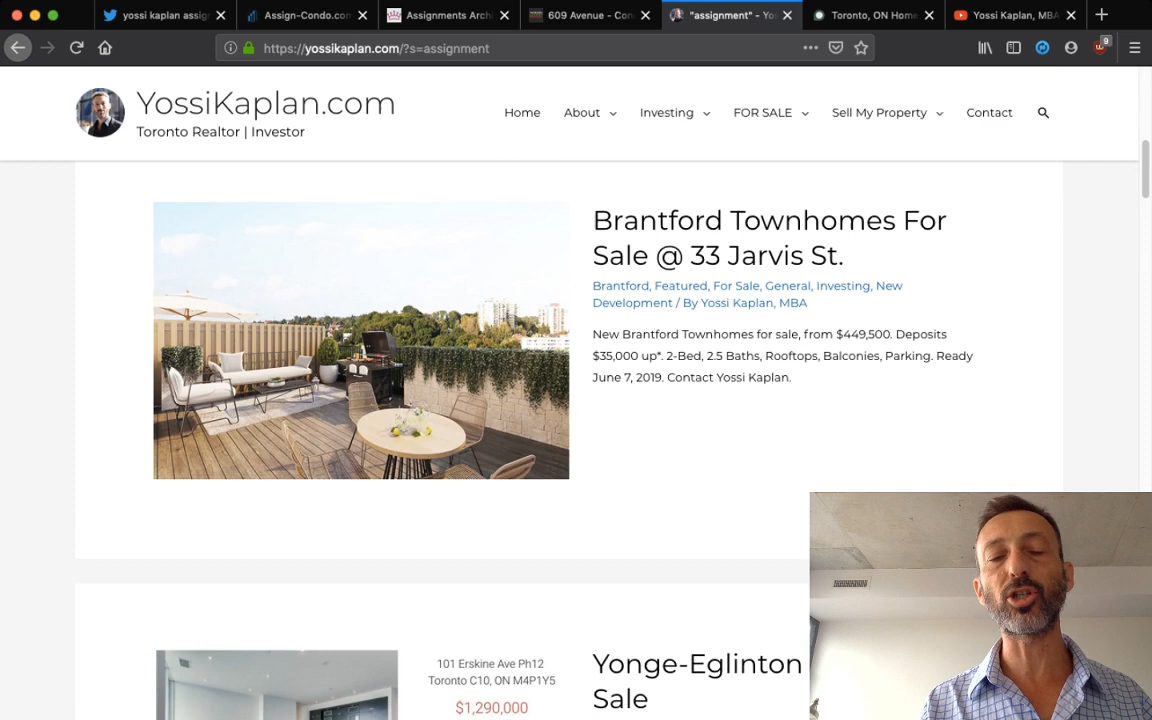 yossi kaplan assig
Assign-Condo.con
Assignments Arch
609 Avenue - Con
"assignment" - Yo
Toronto, ON Home
Yossi Kaplan, MBA
https://yossikaplan.com/?s=assignment
9
YossiKaplan.com
Toronto Realtor | Investor
Home
About
Investing
FOR SALE
Sell My Property
Contact
Brantford Townhomes For
Sale @ 33 Jarvis St.
Brantford, Featured, For Sale, General, Investing, New
Development / By Yossi Kaplan, MBA
New Brantford Townhomes for sale, from $449,500. Deposits
$35,000 up*. 2-Bed, 2.5 Baths, Rooftops, Balconies, Parking. Ready
June 7, 2019. Contact Yossi Kaplan.
101 Erskine Ave Ph12
Toronto C10, ON M4P1Y5
$1,290,000
Yonge-Eglinton
Sale